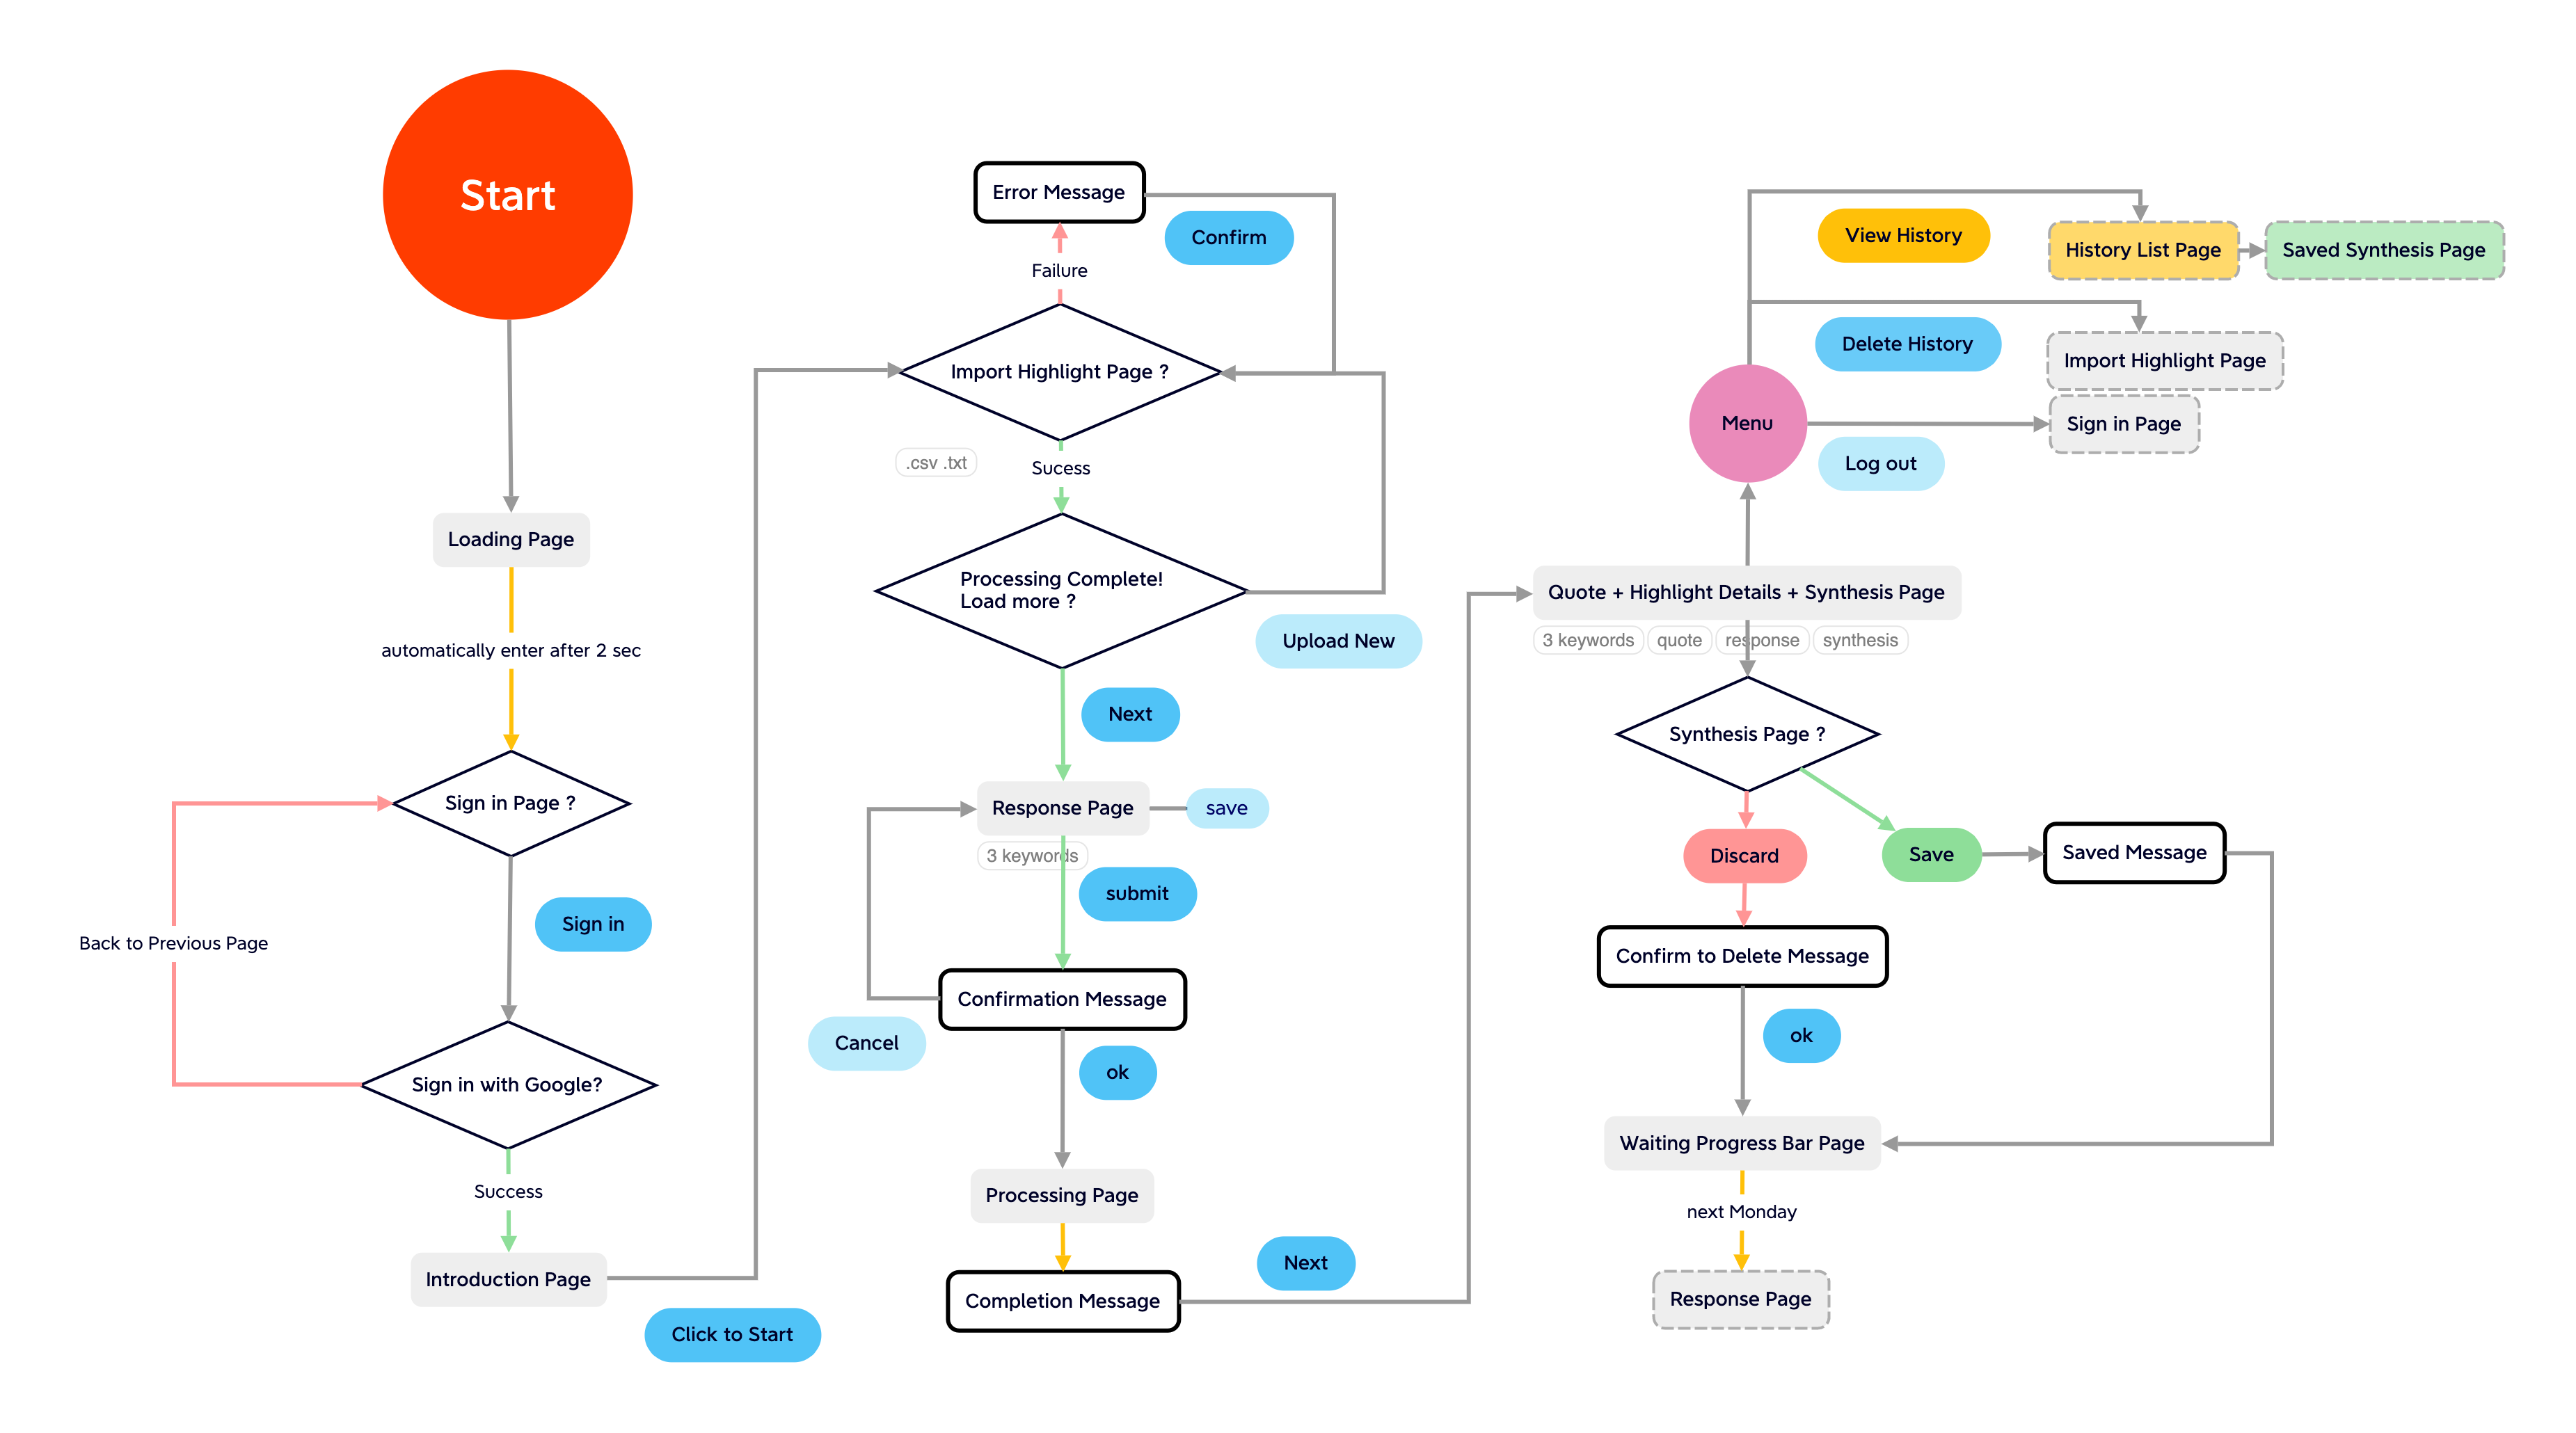 Start
Loading Page
automatically enter after 2 sec
Sign in Page ?
Sign in
Back to Previous Page
Sign in with Google?
Success
Introduction Page
Click to Start
Error Message
Confirm
Failure
Import Highlight Page ?
.csv .txt
Sucess
Processing Complete!
Load more ?
Upload New
Next
Response Page
save
3 keywords
submit
Confirmation Message
Cancel
ok
Processing Page
Completion Message
Next
View History
History List Page
Saved Synthesis Page
Delete History
Import Highlight Page
Menu
Sign in Page
Log out
Quote + Highlight Details + Synthesis Page
3 keywords
quote
response
synthesis
Synthesis Page ?
Discard
Save
Saved Message
Confirm to Delete Message
ok
Waiting Progress Bar Page
next Monday
Response Page